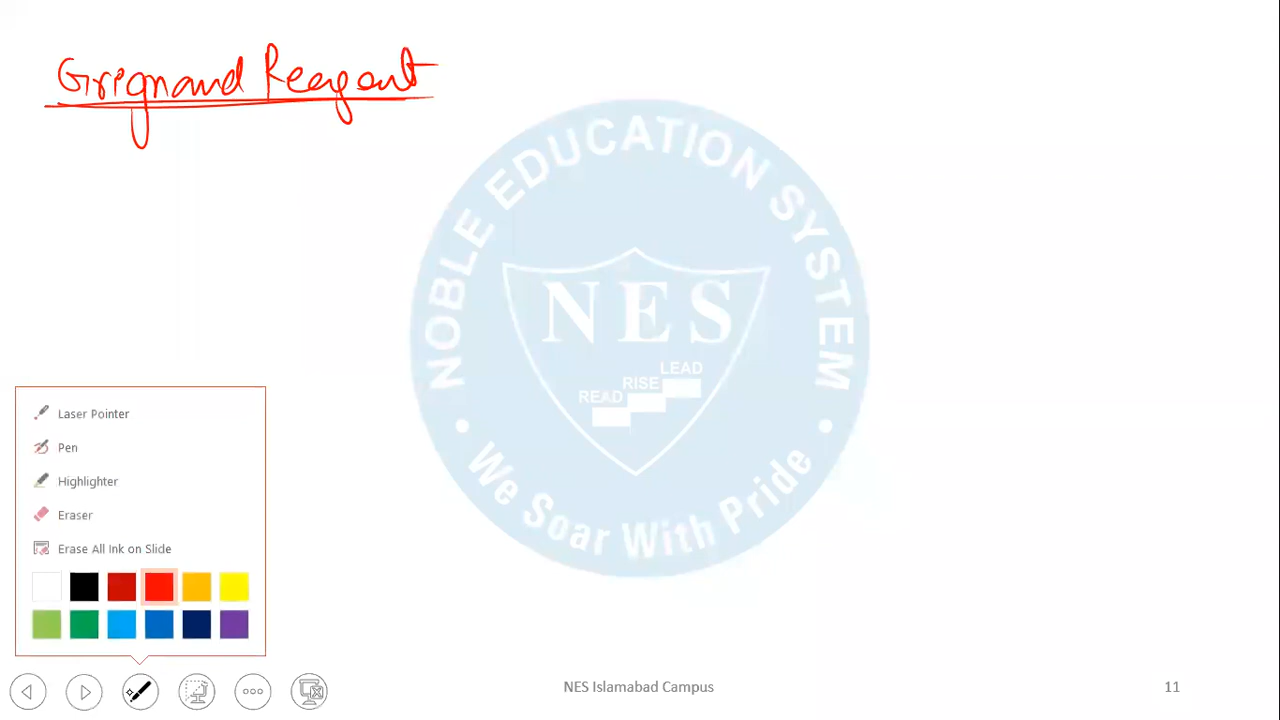 Grignard Reagent
NOBLE EDUCATION SYSTEM
NES
LEAD
RISE
READ
We Soar With Pride
Laser Pointer
Pen
Highlighter
Eraser
Erase All Ink on Slide
NES Islamabad Campus
11